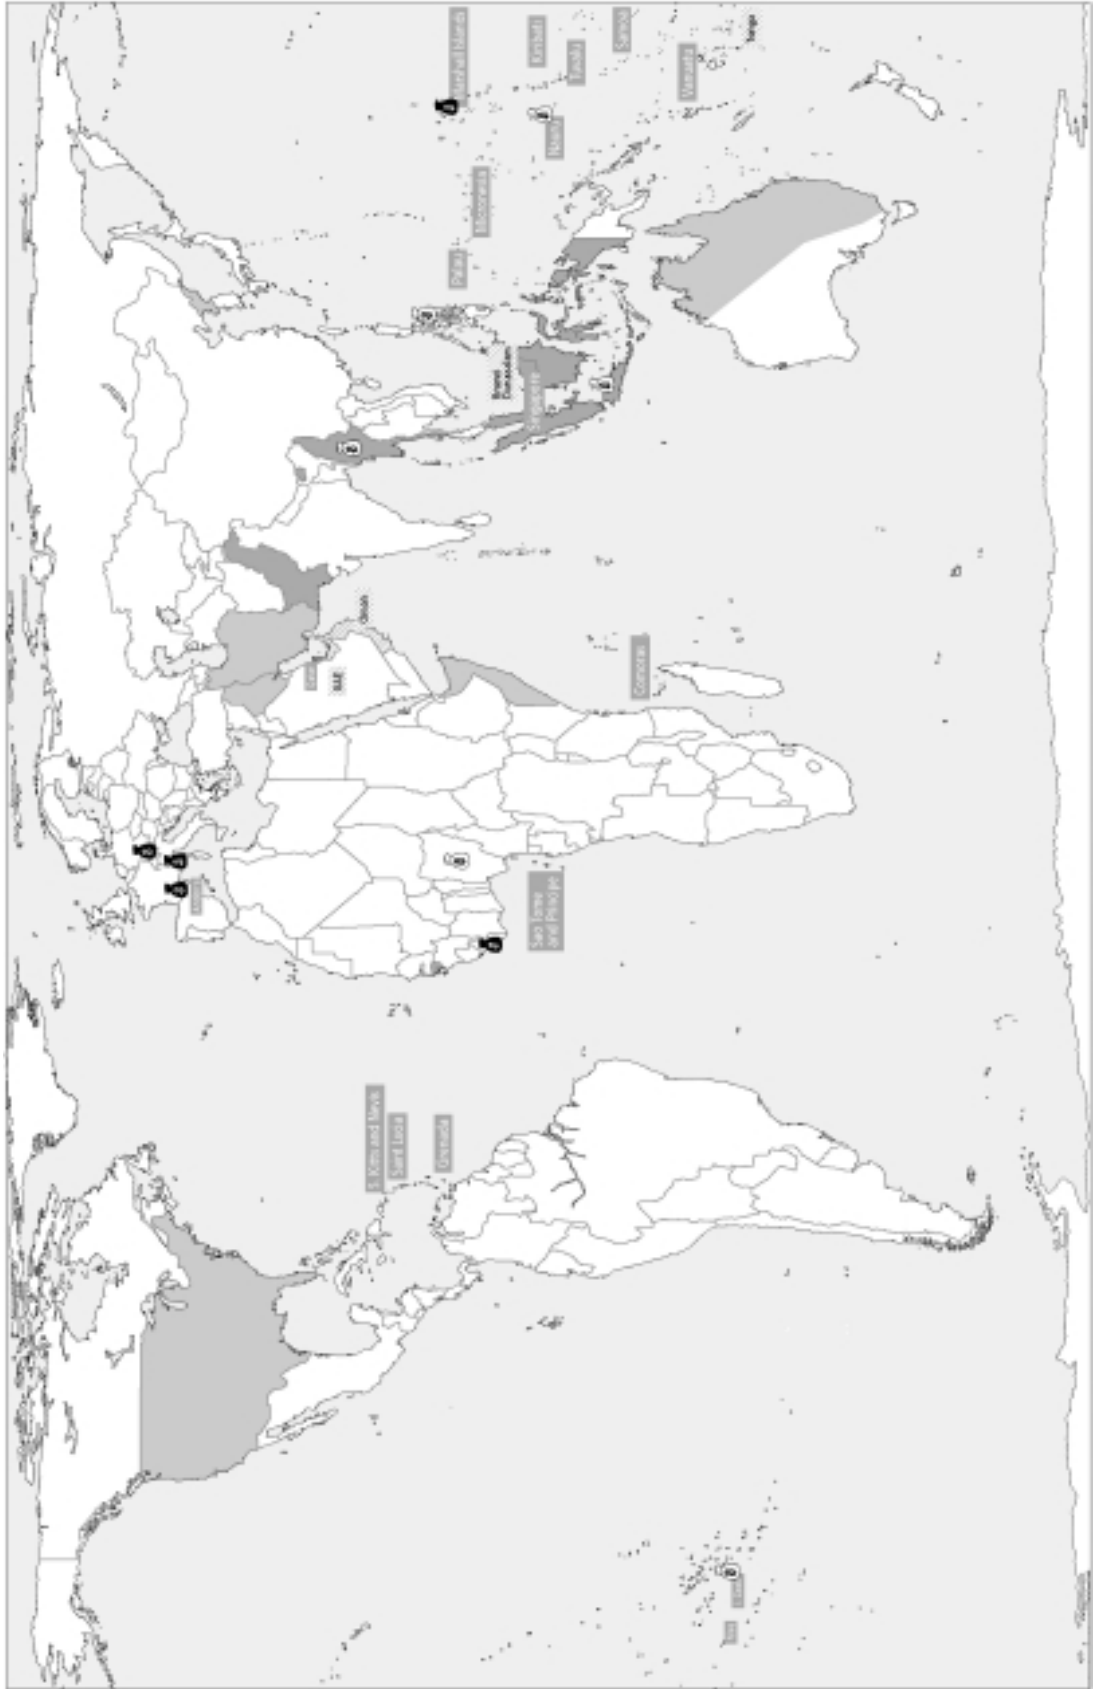 Marshall Islands
Kiribati
Tuvalu
Samoa
Tonga
Vanuatu
Nauru
Micronesia
Palau
Brunei
Darussalam
Singapore
Oman
UAE
Comoros
Sao Tome
and Principe
St. Kitts and Nevis
Saint Lucia
Grenada